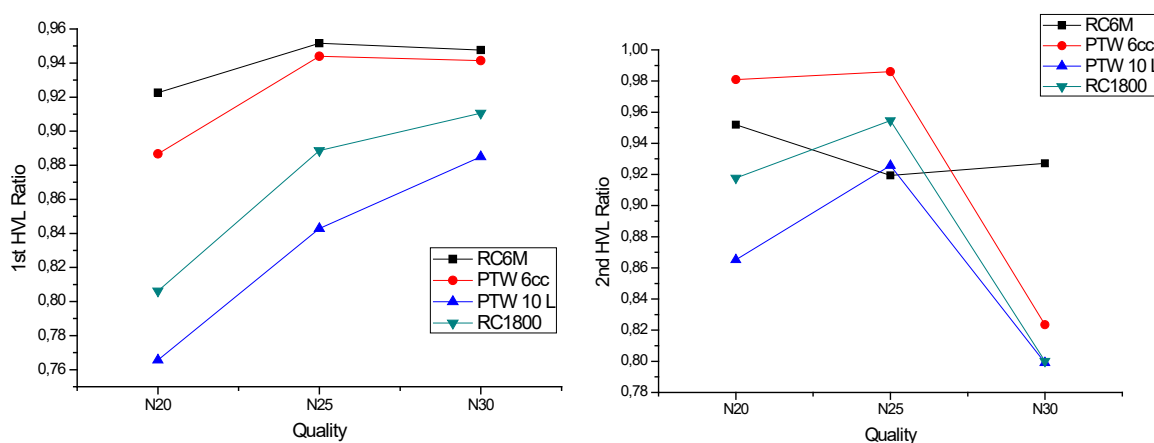 0,96
0,94
0,92
0,90
0,88
0,86
0,84
0,82
0,80
0,78
0,76
1st HVL Ratio
N20 N25 N30
Quality
RC6M
PTW 6cc
PTW 10 L
RC1800
1,00
0,98
0,96
0,94
0,92
0,90
0,88
0,86
0,84
0,82
0,80
0,78
2nd HVL Ratio
N20 N25 N30
Quality
RC6M
PTW 6cc
PTW 10 L
RC1800